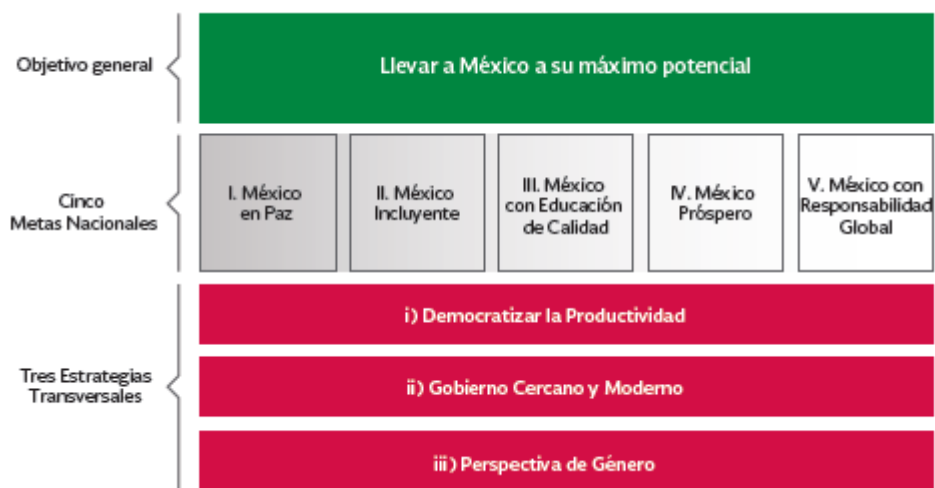 Objetivo general
Llevar a México a su máximo potencial
Cinco
Metas Nacionales
I. México
en Paz
II. México
Incluyente
III. México
con Educación
de Calidad
IV. México
Próspero
V. México con
Responsabilidad
Global
Tres Estrategias
Transversales
i) Democratizar la Productividad
ii) Gobierno Cercano y Moderno
iii) Perspectiva de Género